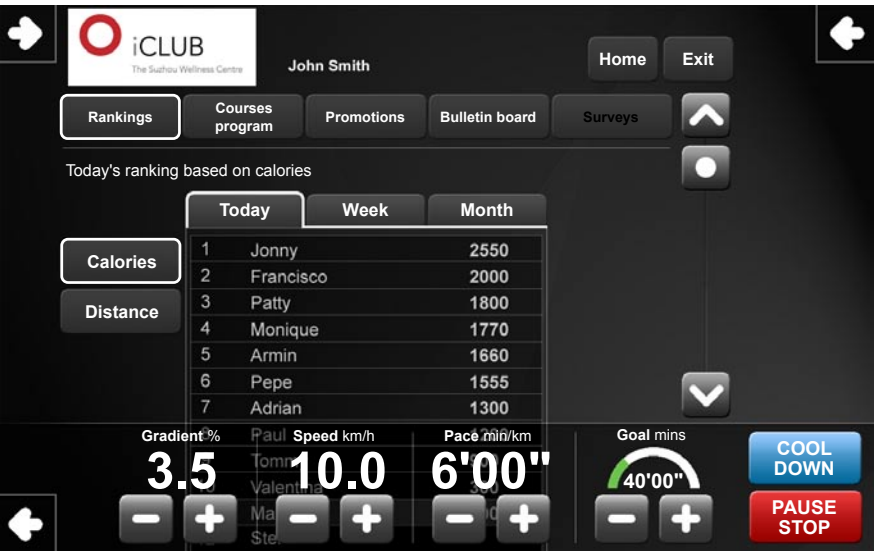 iCLUB
The Suzhou Wellness Centre
John Smith
Home
Exit
Rankings
Courses
program
Promotions
Bulletin board
Surveys
Today's ranking based on calories
Today
Week
Month
Calories
Distance
1 Jonny 2550
2 Francisco 2000
3 Patty 1800
4 Monique 1770
5 Armin 1660
6 Pepe 1555
7 Adrian 1300
8 Paul
Valentina
Gradient %
3.5
Speed km/h
10.0
Pace min/km
6'00"
Goal mins
40'00"
COOL
DOWN
PAUSE
STOP